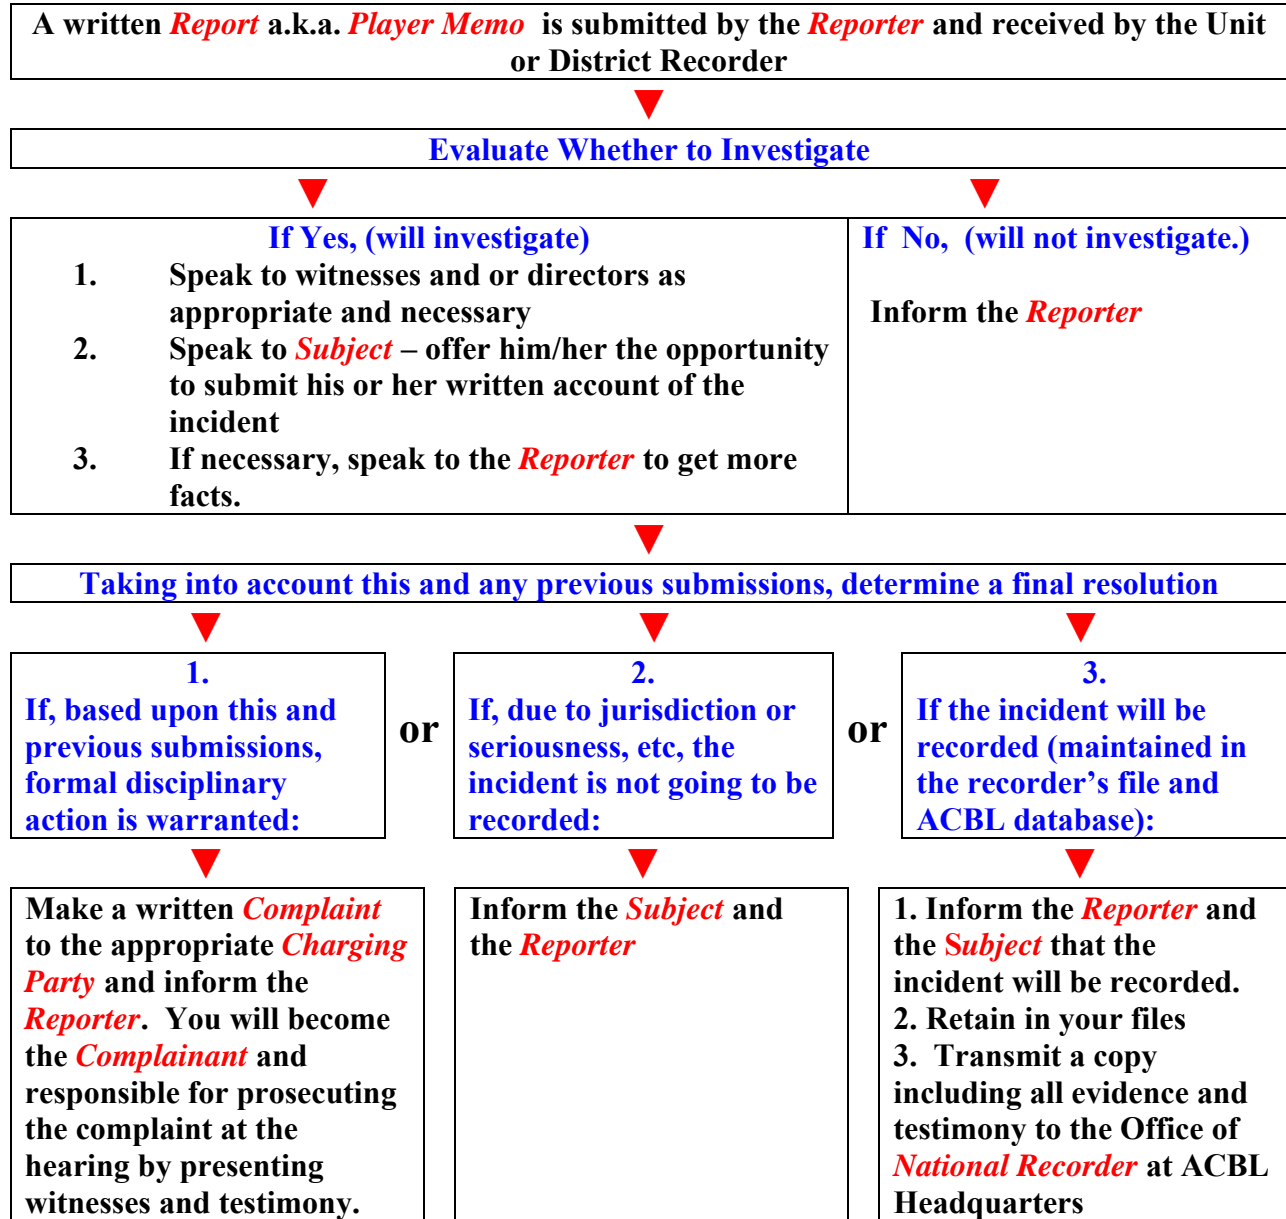 A written Report a.k.a. Player Memo is submitted by the Reporter and received by the Unit
or District Recorder
Evaluate Whether to Investigate
If Yes, (will investigate)
1. Speak to witnesses and or directors as
appropriate and necessary
2. Speak to Subject – offer him/her the opportunity
to submit his or her written account of the
incident
3. If necessary, speak to the Reporter to get more
facts.
If No, (will not investigate.)
Inform the Reporter
Taking into account this and any previous submissions, determine a final resolution
1.
If, based upon this and
previous submissions,
formal disciplinary
action is warranted:
or
2.
If, due to jurisdiction or
seriousness, etc, the
incident is not going to be
recorded:
or
3.
If the incident will be
recorded (maintained in
the recorder’s file and
ACBL database):
Make a written Complaint
to the appropriate Charging
Party and inform the
Reporter. You will become
the Complainant and
responsible for prosecuting
the complaint at the
hearing by presenting
witnesses and testimony.
Inform the Subject and
the Reporter
1. Inform the Reporter and
the Subject that the
incident will be recorded.
2. Retain in your files
3. Transmit a copy
including all evidence and
testimony to the Office of
National Recorder at ACBL
Headquarters